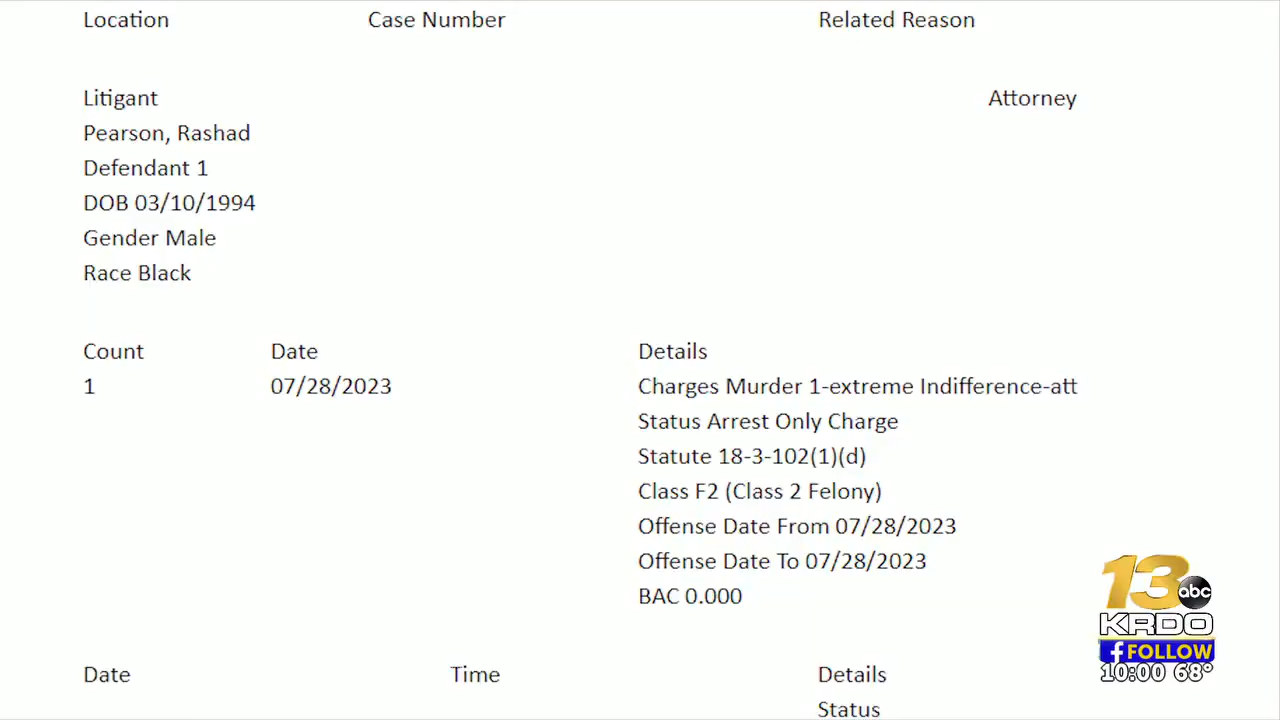 Location Case Number Related Reason
Litigant Attorney
Pearson, Rashad
Defendant 1
DOB 03/10/1994
Gender Male
Race Black
Count Date Details
1 07/28/2023 Charges Murder 1-extreme Indifference-att
Status Arrest Only Charge
Statute 18-3-102(1)(d)
Class F2 (Class 2 Felony)
Offense Date From 07/28/2023
Offense Date To 07/28/2023
BAC 0.000
Date Time Details
Status
13 abc
KRDO
f FOLLOW
10:00 68°